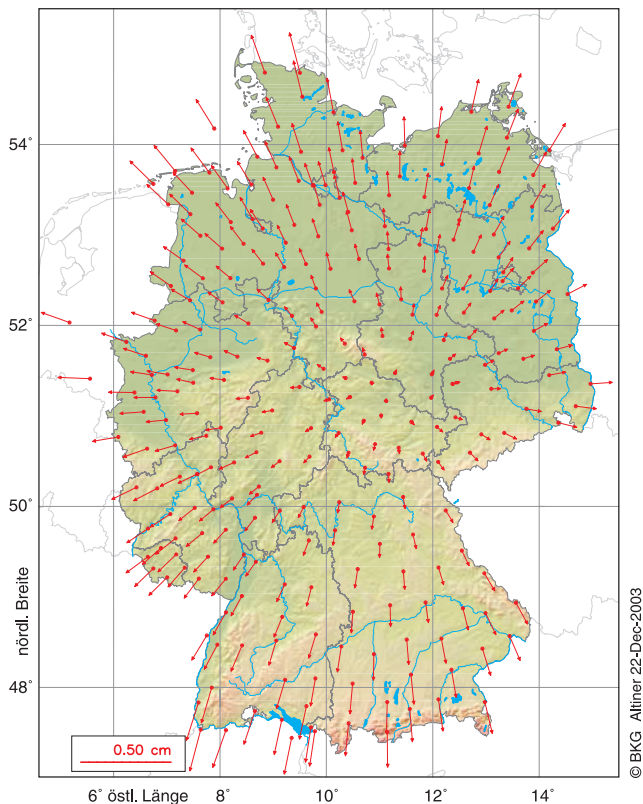 54°
52°
50°
48°
nördl. Breite
0.50 cm
6° östl. Länge
8°
10°
12°
14°
© BKG Altiner 22-Dec-2003